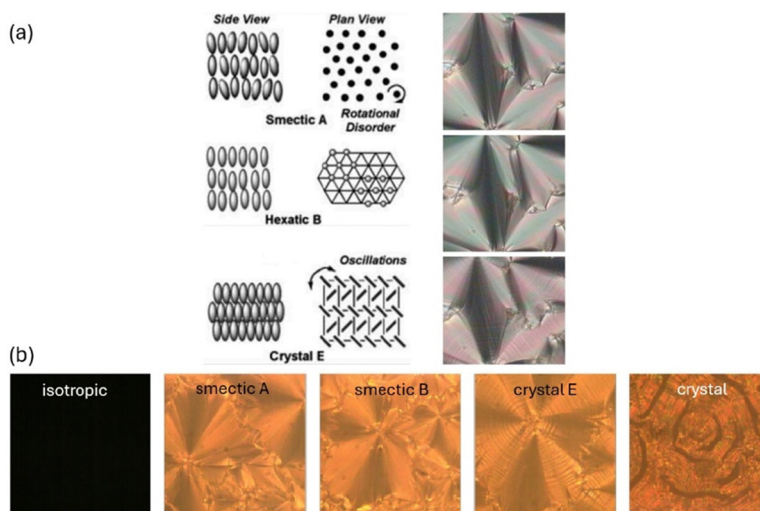 (a)
Side View Plan View
Smectic A
Rotational
Disorder
Hexatic B
Oscillations
Crystal E
(b)
isotropic smectic A smectic B crystal E crystal